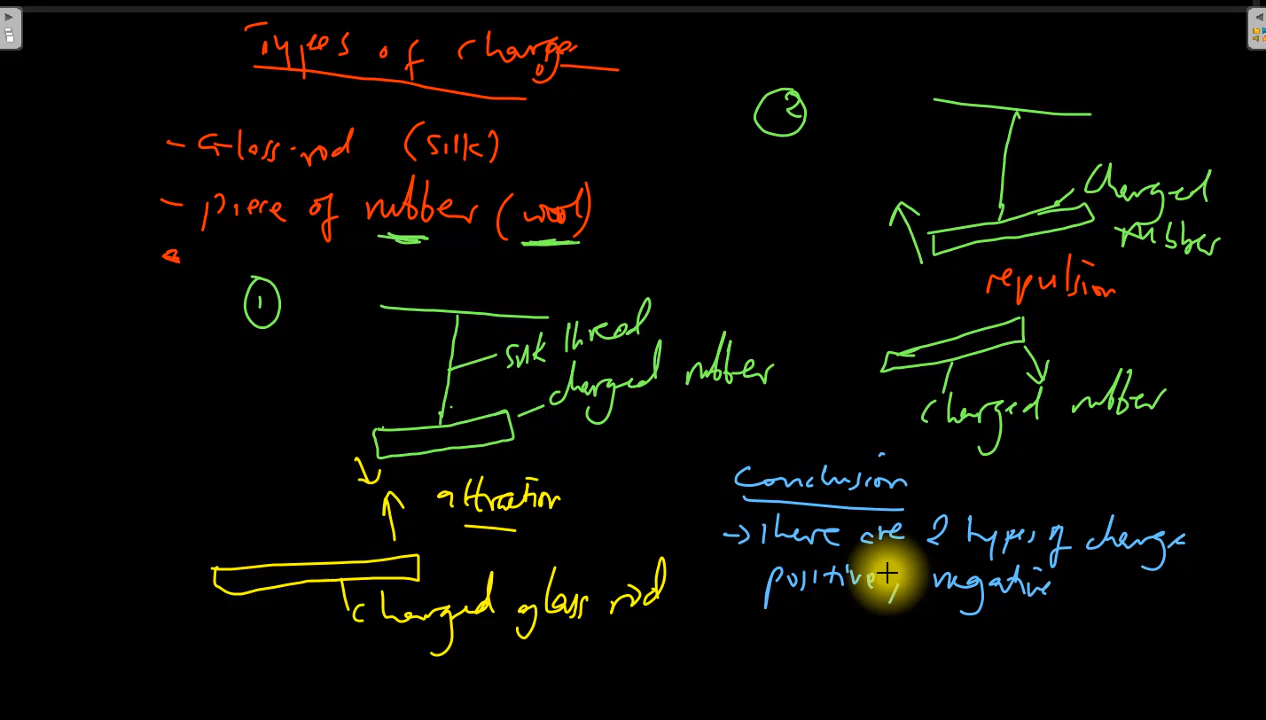 Types of charge
- Glass-rod (silk)
- piece of rubber (wool)
1
silk thread
charged rubber
attraction
charged glass rod
2
charged
rubber
repulsion
charged rubber
Conclusion
→ There are 2 types of charge
positive, negative